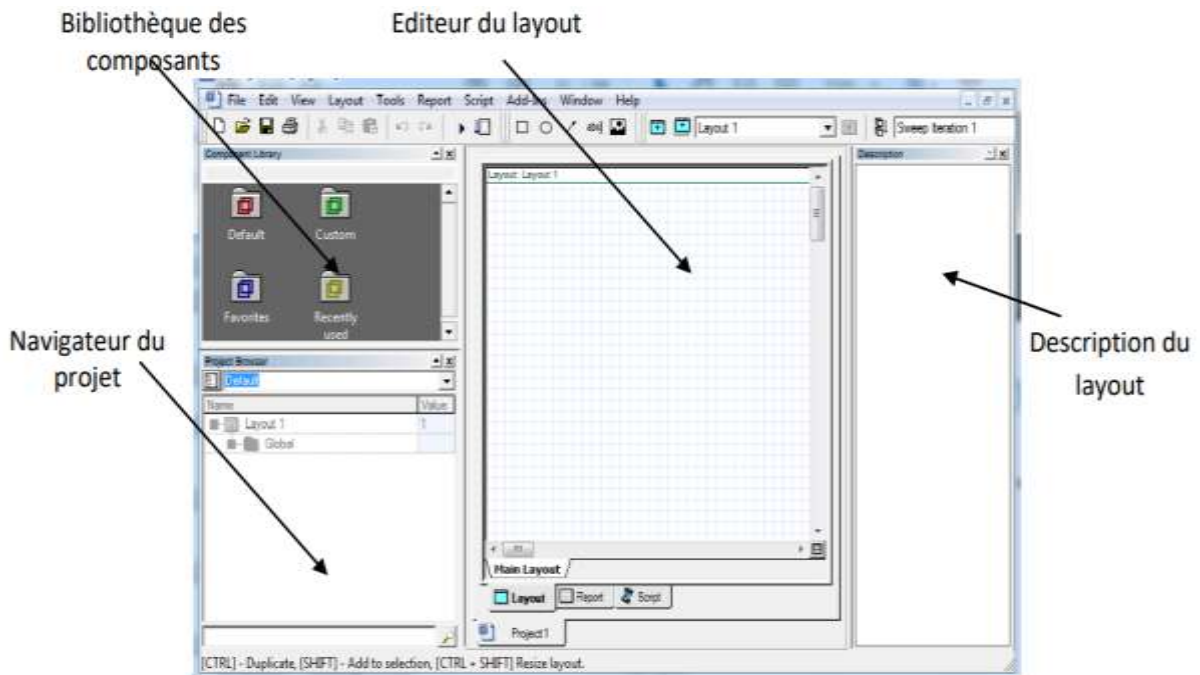 Bibliothèque des
composants
Editeur du layout
File Edit View Layout Tools Report Script Add-Ins Window Help
Layout 1
Sweep Iteration 1
Component Library
Description
Default
Custom
Favorites
Recently
used
Layout: Layout 1
Navigateur du
projet
Description du
layout
Project Browser
Default
Name Value
Layout 1 1
Global
Main Layout
Layout Report Script
Project1
[CTRL] - Duplicate, [SHIFT] - Add to selection, [CTRL + SHIFT] Resize layout.